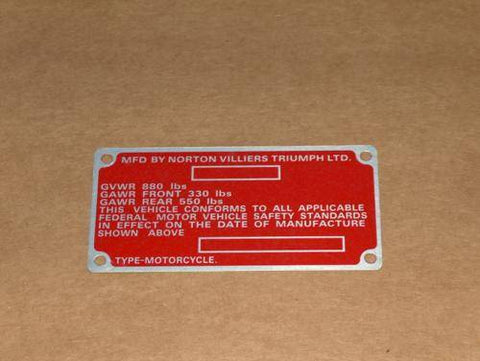 MFD BY NORTON VILLIERS TRIUMPH LTD.
GVWR 880 lbs
GAWR FRONT 330 lbs
GAWR REAR 550 lbs
THIS VEHICLE CONFORMS TO ALL APPLICABLE
FEDERAL MOTOR VEHICLE SAFETY STANDARDS
IN EFFECT ON THE DATE OF MANUFACTURE
SHOWN ABOVE
TYPE-MOTORCYCLE.